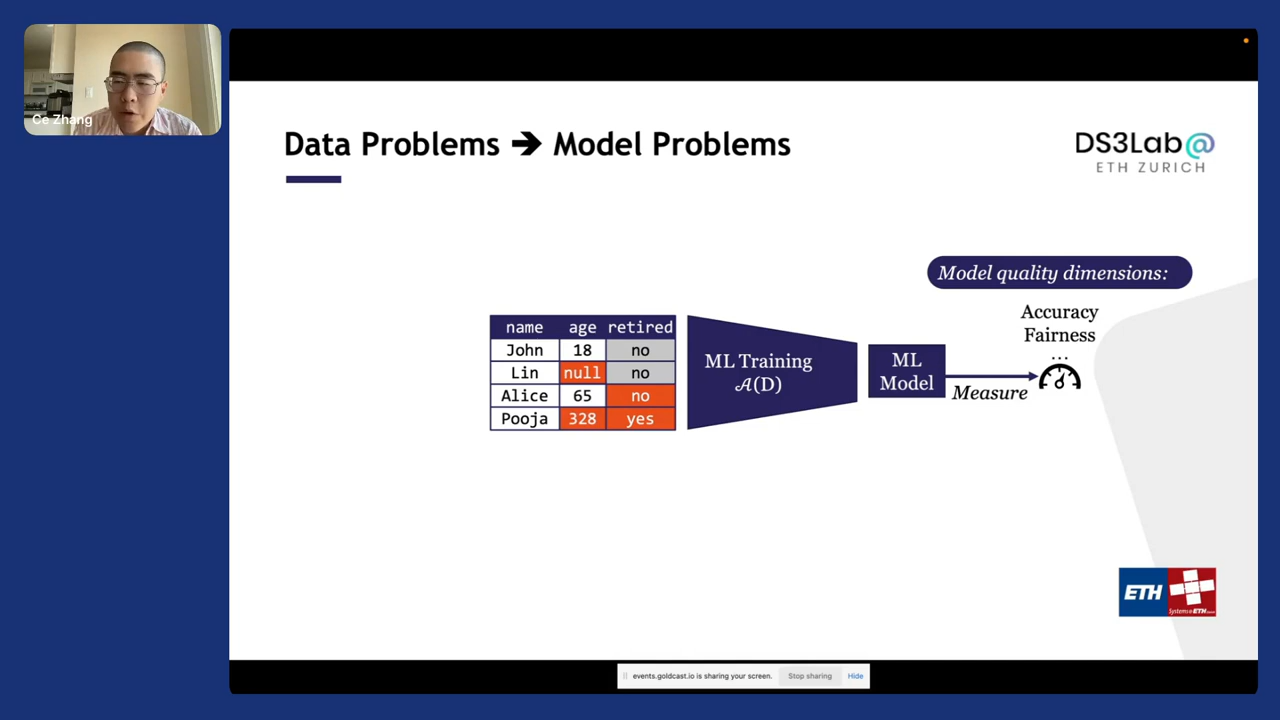 Ce Zhang
Data Problems ➔ Model Problems
DS3Lab@
ETH ZURICH
Model quality dimensions:
Accuracy
Fairness
...
name age retired
John 18 no
Lin null no
Alice 65 no
Pooja 328 yes
ML Training
𝒜(D)
ML
Model
Measure
ETH
Systems@ETH
events.goldcast.io is sharing your screen.
Stop sharing
Hide